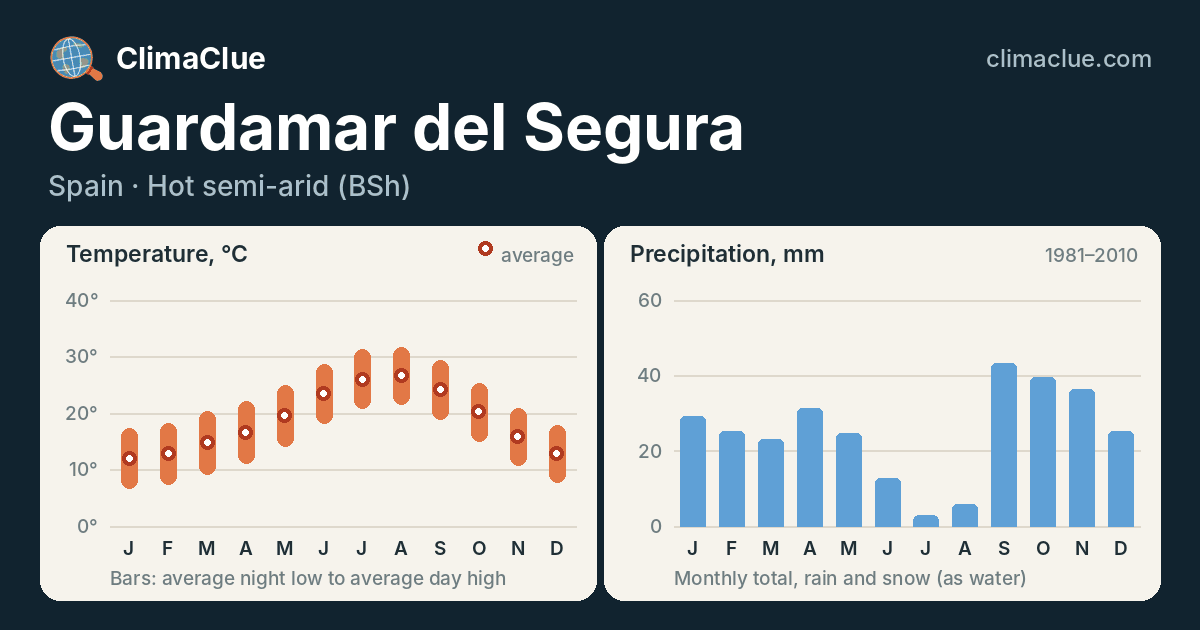 ClimaClue
climaclue.com
Guardamar del Segura
Spain · Hot semi-arid (BSh)
Temperature, °C
average
40°
30°
20°
10°
0°
J F M A M J J A S O N D
Bars: average night low to average day high
Precipitation, mm
1981–2010
60
40
20
0
J F M A M J J A S O N D
Monthly total, rain and snow (as water)